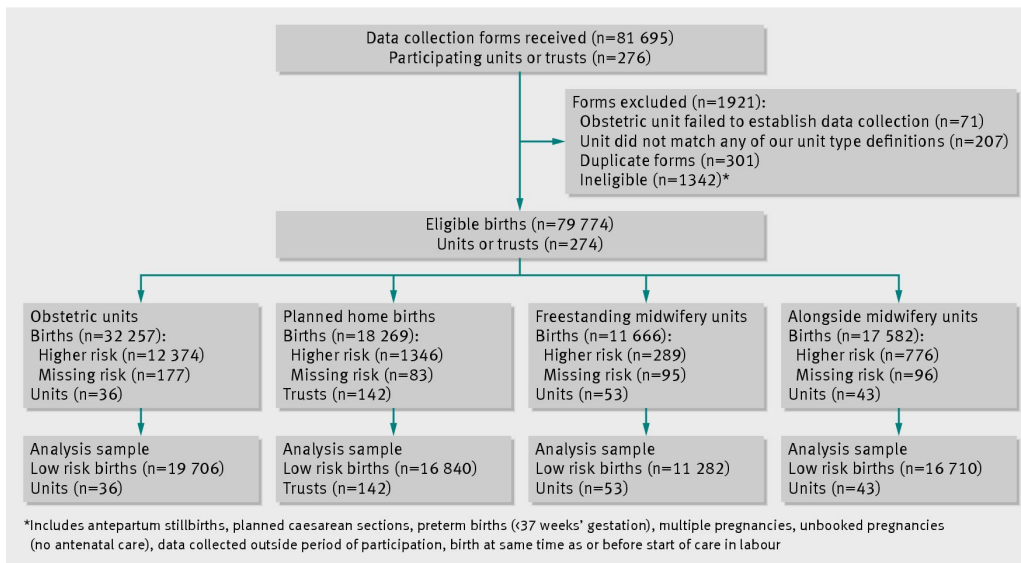 Data collection forms received (n=81 695)
Participating units or trusts (n=276)
Forms excluded (n=1921):
Obstetric unit failed to establish data collection (n=71)
Unit did not match any of our unit type definitions (n=207)
Duplicate forms (n=301)
Ineligible (n=1342)*
Eligible births (n=79 774)
Units or trusts (n=274)
Obstetric units
Births (n=32 257):
Higher risk (n=12 374)
Missing risk (n=177)
Units (n=36)
Planned home births
Births (n=18 269):
Higher risk (n=1346)
Missing risk (n=83)
Trusts (n=142)
Freestanding midwifery units
Births (n=11 666):
Higher risk (n=289)
Missing risk (n=95)
Units (n=53)
Alongside midwifery units
Births (n=17 582):
Higher risk (n=776)
Missing risk (n=96)
Units (n=43)
Analysis sample
Low risk births (n=19 706)
Units (n=36)
Analysis sample
Low risk births (n=16 840)
Trusts (n=142)
Analysis sample
Low risk births (n=11 282)
Units (n=53)
Analysis sample
Low risk births (n=16 710)
Units (n=43)
*Includes antepartum stillbirths, planned caesarean sections, preterm births (<37 weeks' gestation), multiple pregnancies, unbooked pregnancies
(no antenatal care), data collected outside period of participation, birth at same time as or before start of care in labour